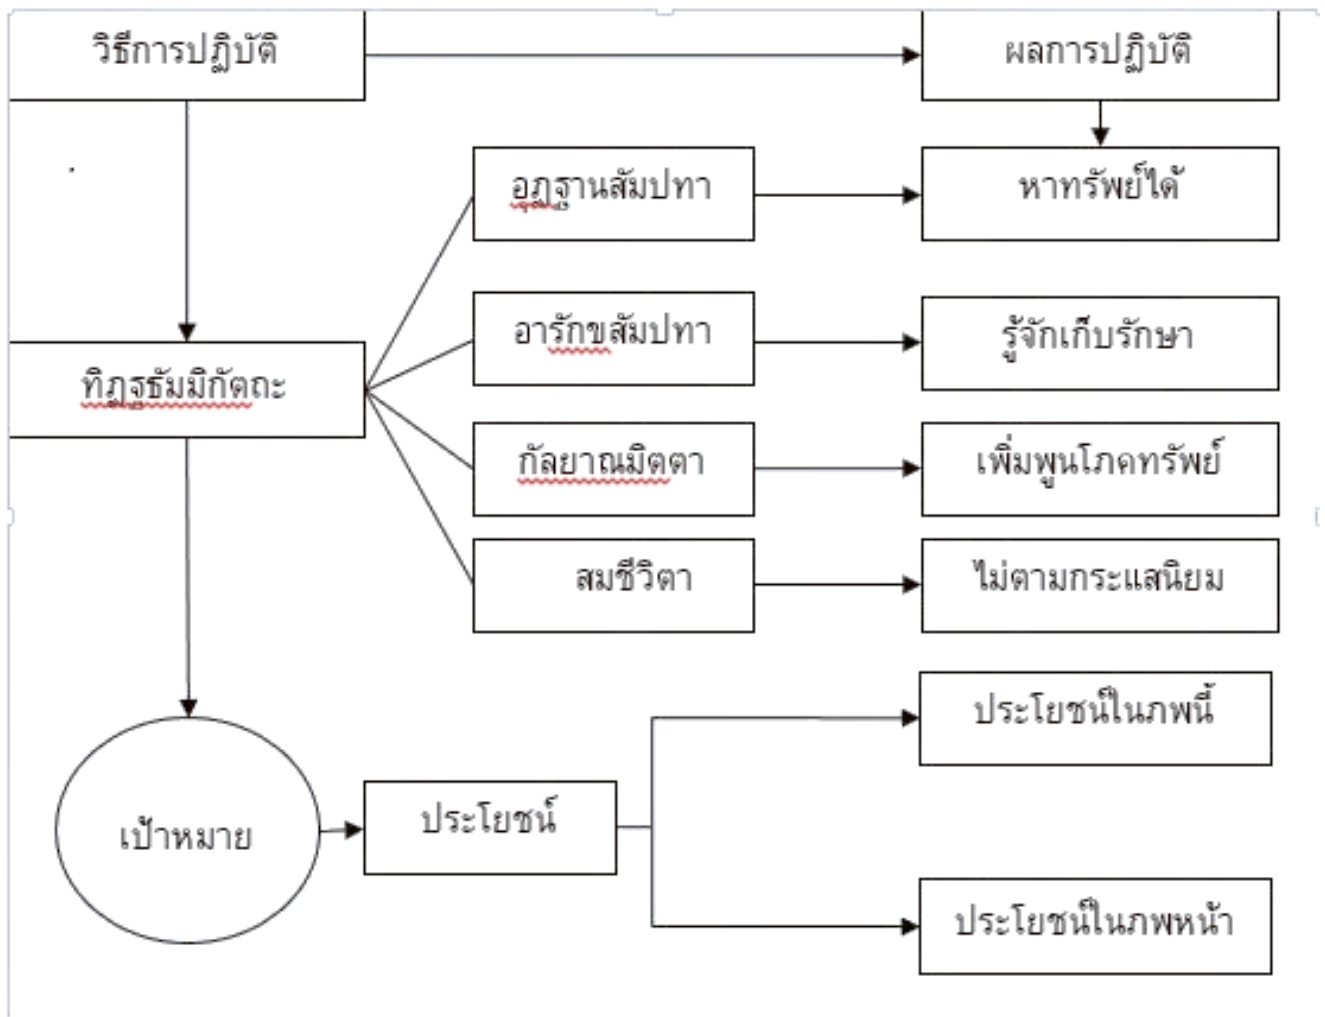 วิธีการปฏิบัติ
ผลการปฏิบัติ
อุฏฐานสัมปทา
หาทรัพย์ได้
อารักขสัมปทา
รู้จักเก็บรักษา
ทิฏฐธัมมิกัตถะ
กัลยาณมิตตา
เพิ่มพูนโภคทรัพย์
สมชีวิตา
ไม่ตามกระแสนิยม
ประโยชน์ในภพนี้
เป้าหมาย
ประโยชน์
ประโยชน์ในภพหน้า